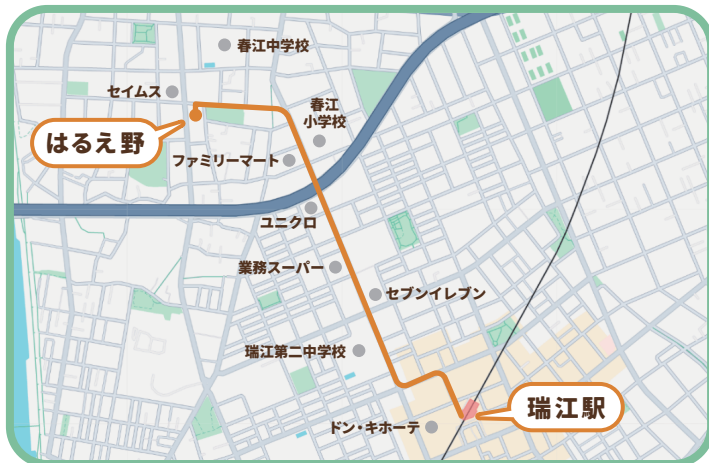 春江中学校
セイムス
春江
小学校
はるえ野
ファミリーマート
ユニクロ
業務スーパー
セブンイレブン
瑞江第二中学校
瑞江駅
ドン・キホーテ